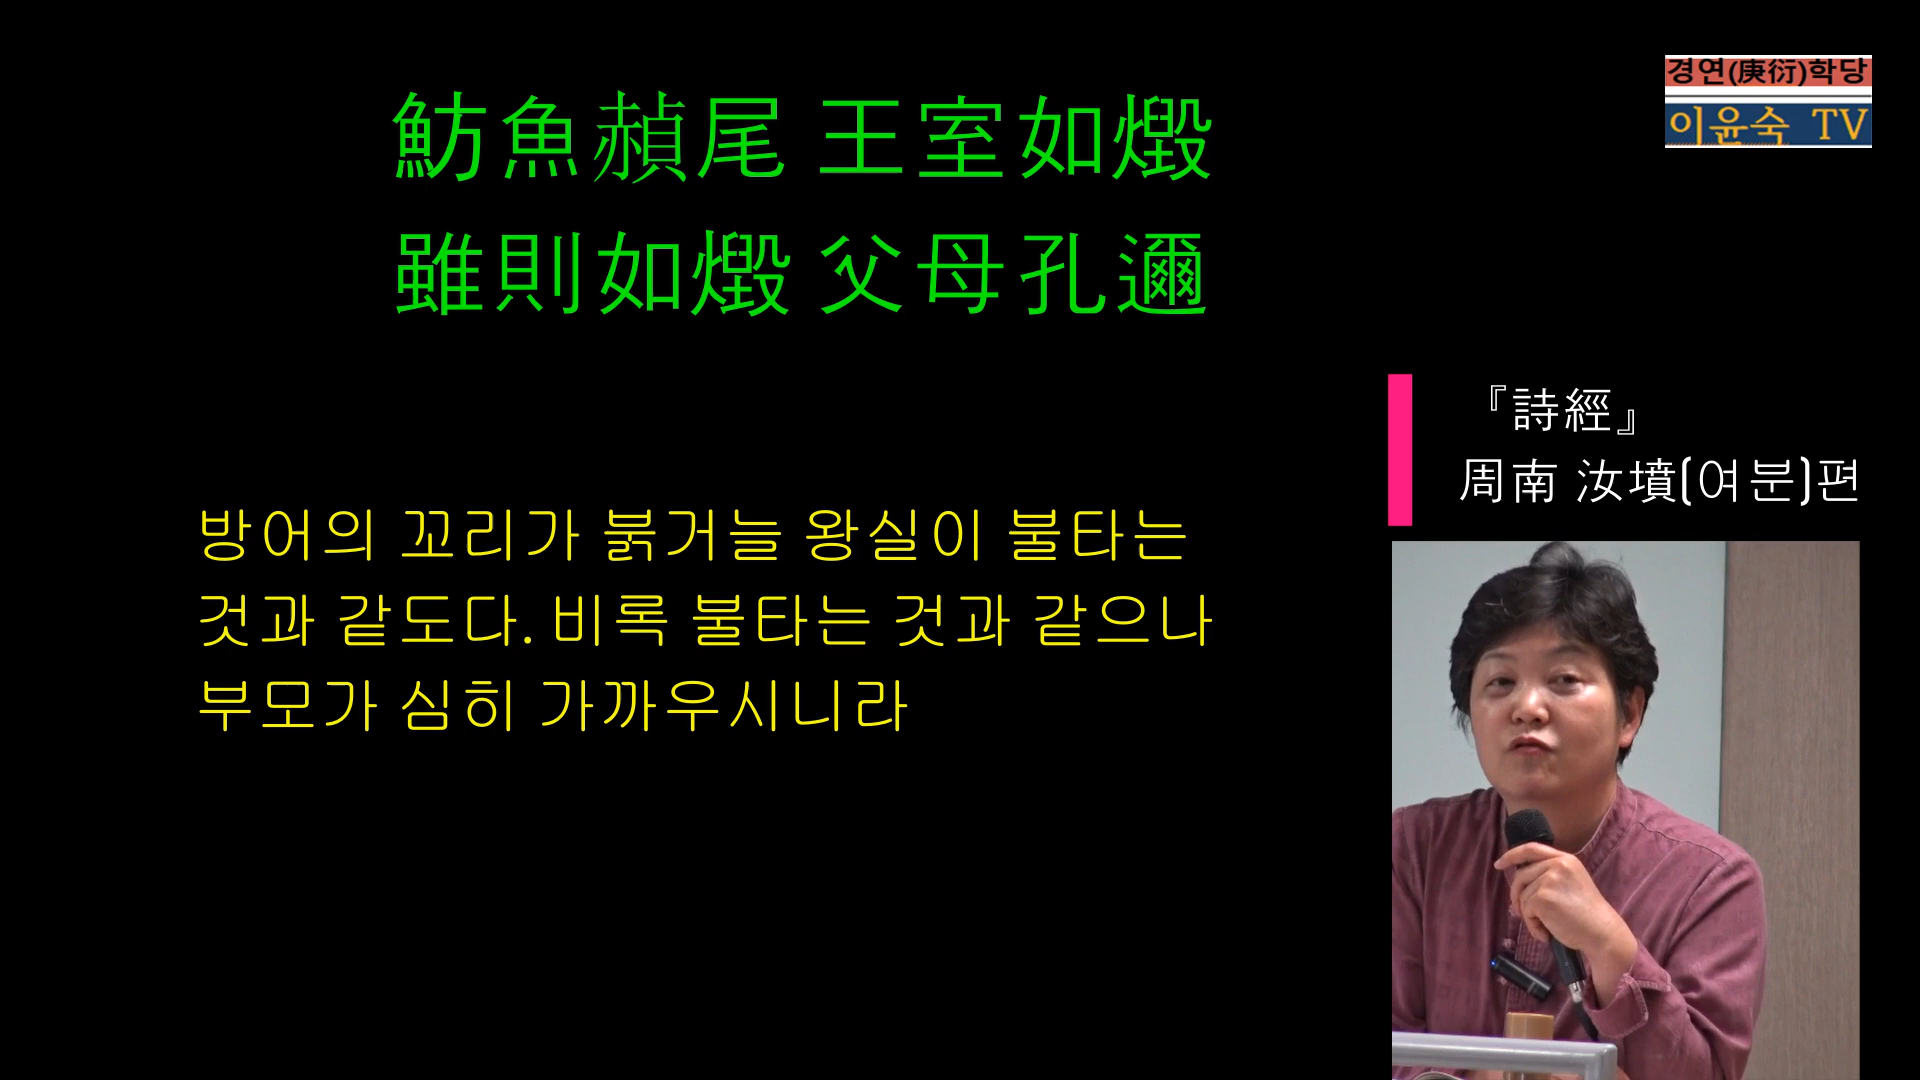 魴魚赬尾 王室如燬
雖則如燬 父母孔邇
방어의 꼬리가 붉거늘 왕실이 불타는
것과 같도다. 비록 불타는 것과 같으나
부모가 심히 가까우시니라
경연(庚衍)학당
이윤숙 TV
『詩經』
周南 汝墳(여분)편